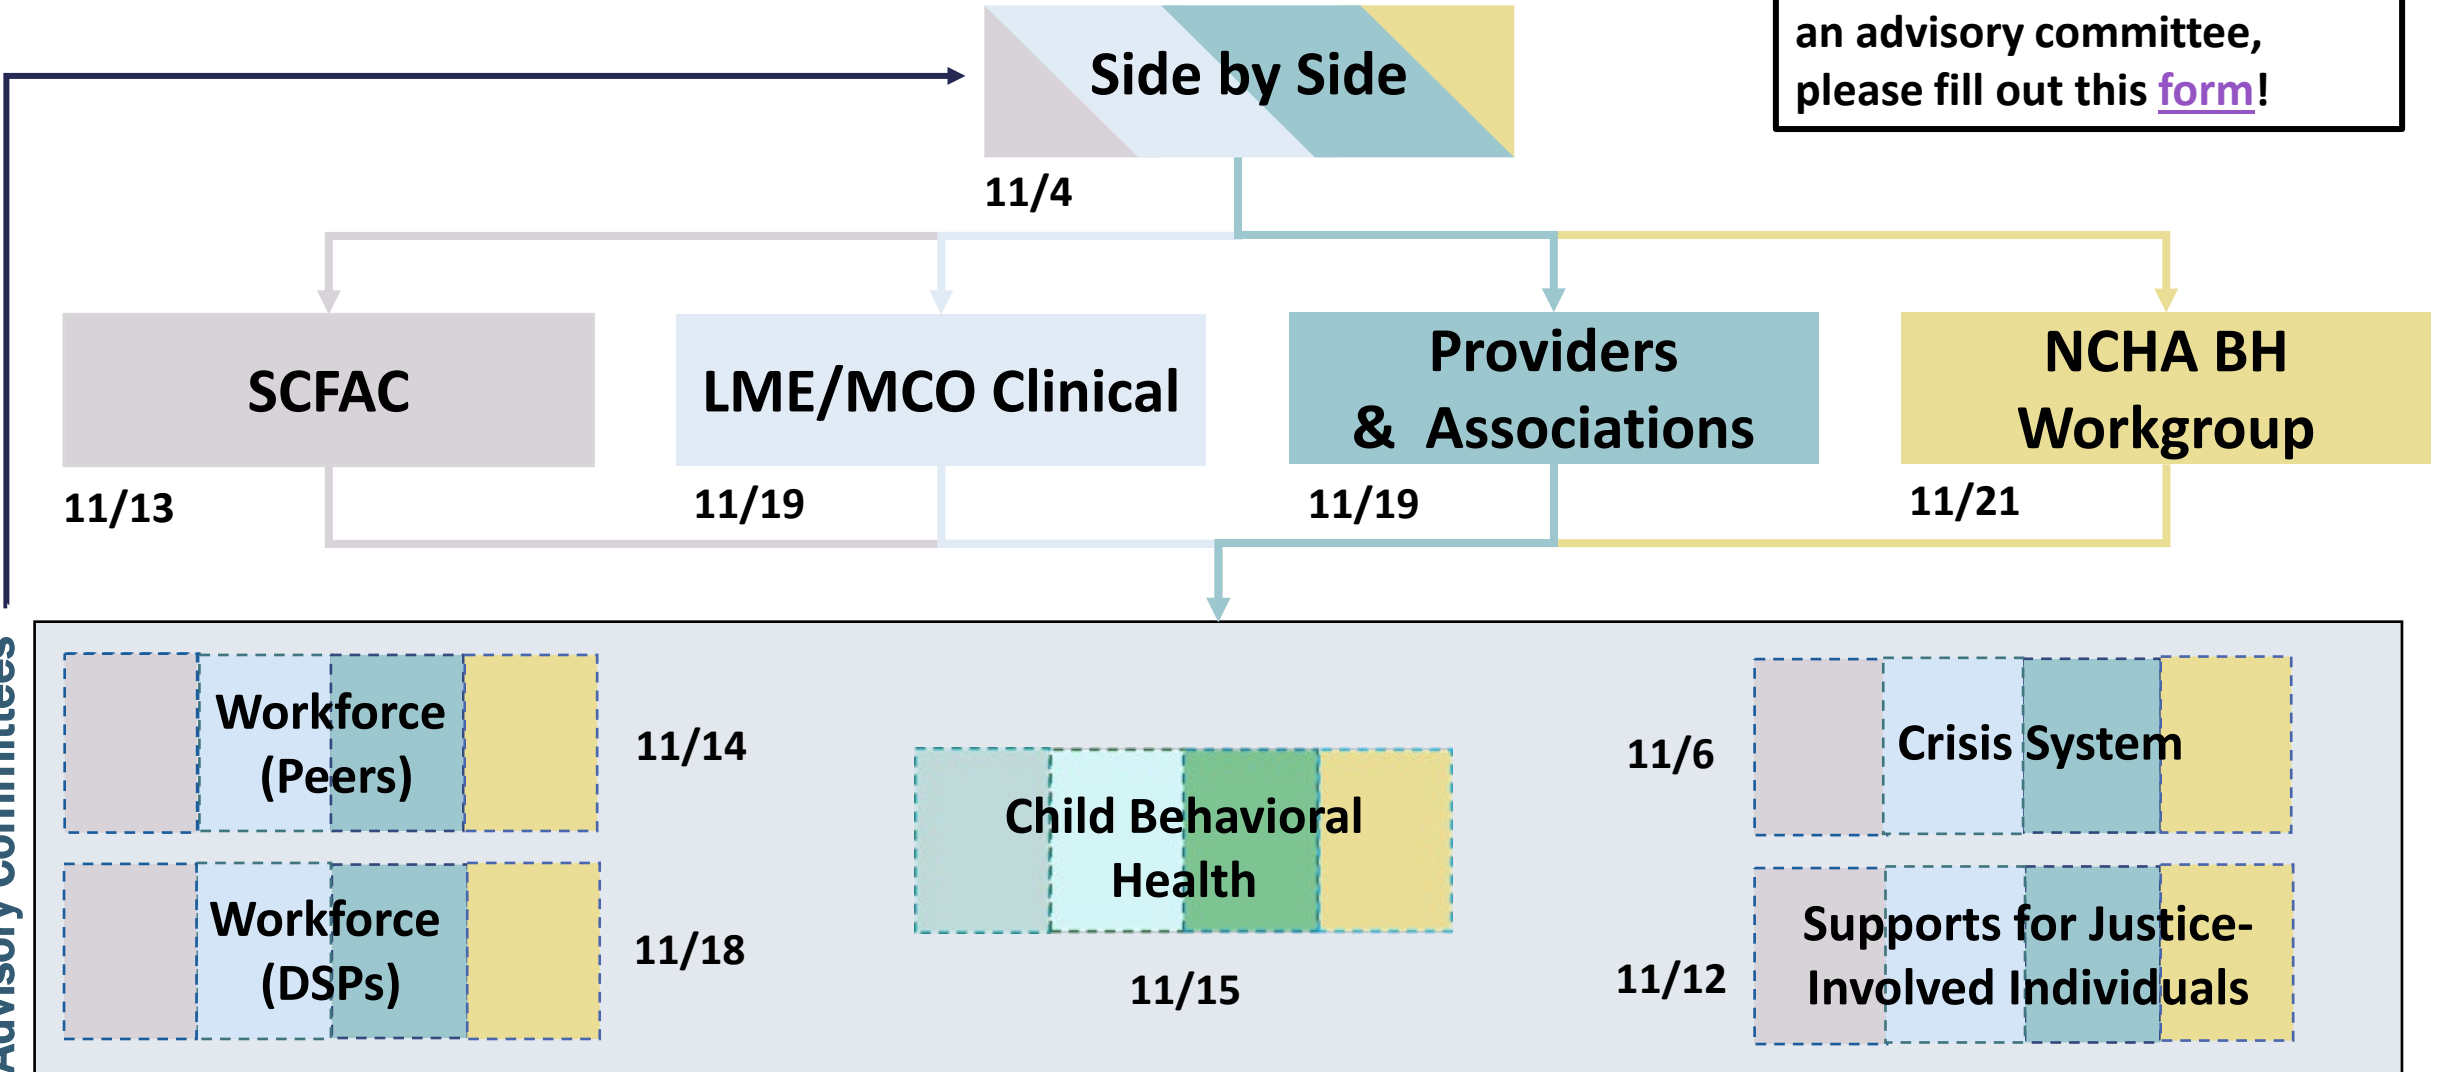 an advisory committee,
please fill out this form!
Side by Side
11/4
SCFAC
LME/MCO Clinical
Providers
& Associations
NCHA BH
Workgroup
11/13
11/19
11/19
11/21
Advisory Committees
Workforce
(Peers)
11/14
Workforce
(DSPs)
11/18
Child Behavioral
Health
11/15
11/6
Crisis System
11/12
Supports for Justice-
Involved Individuals